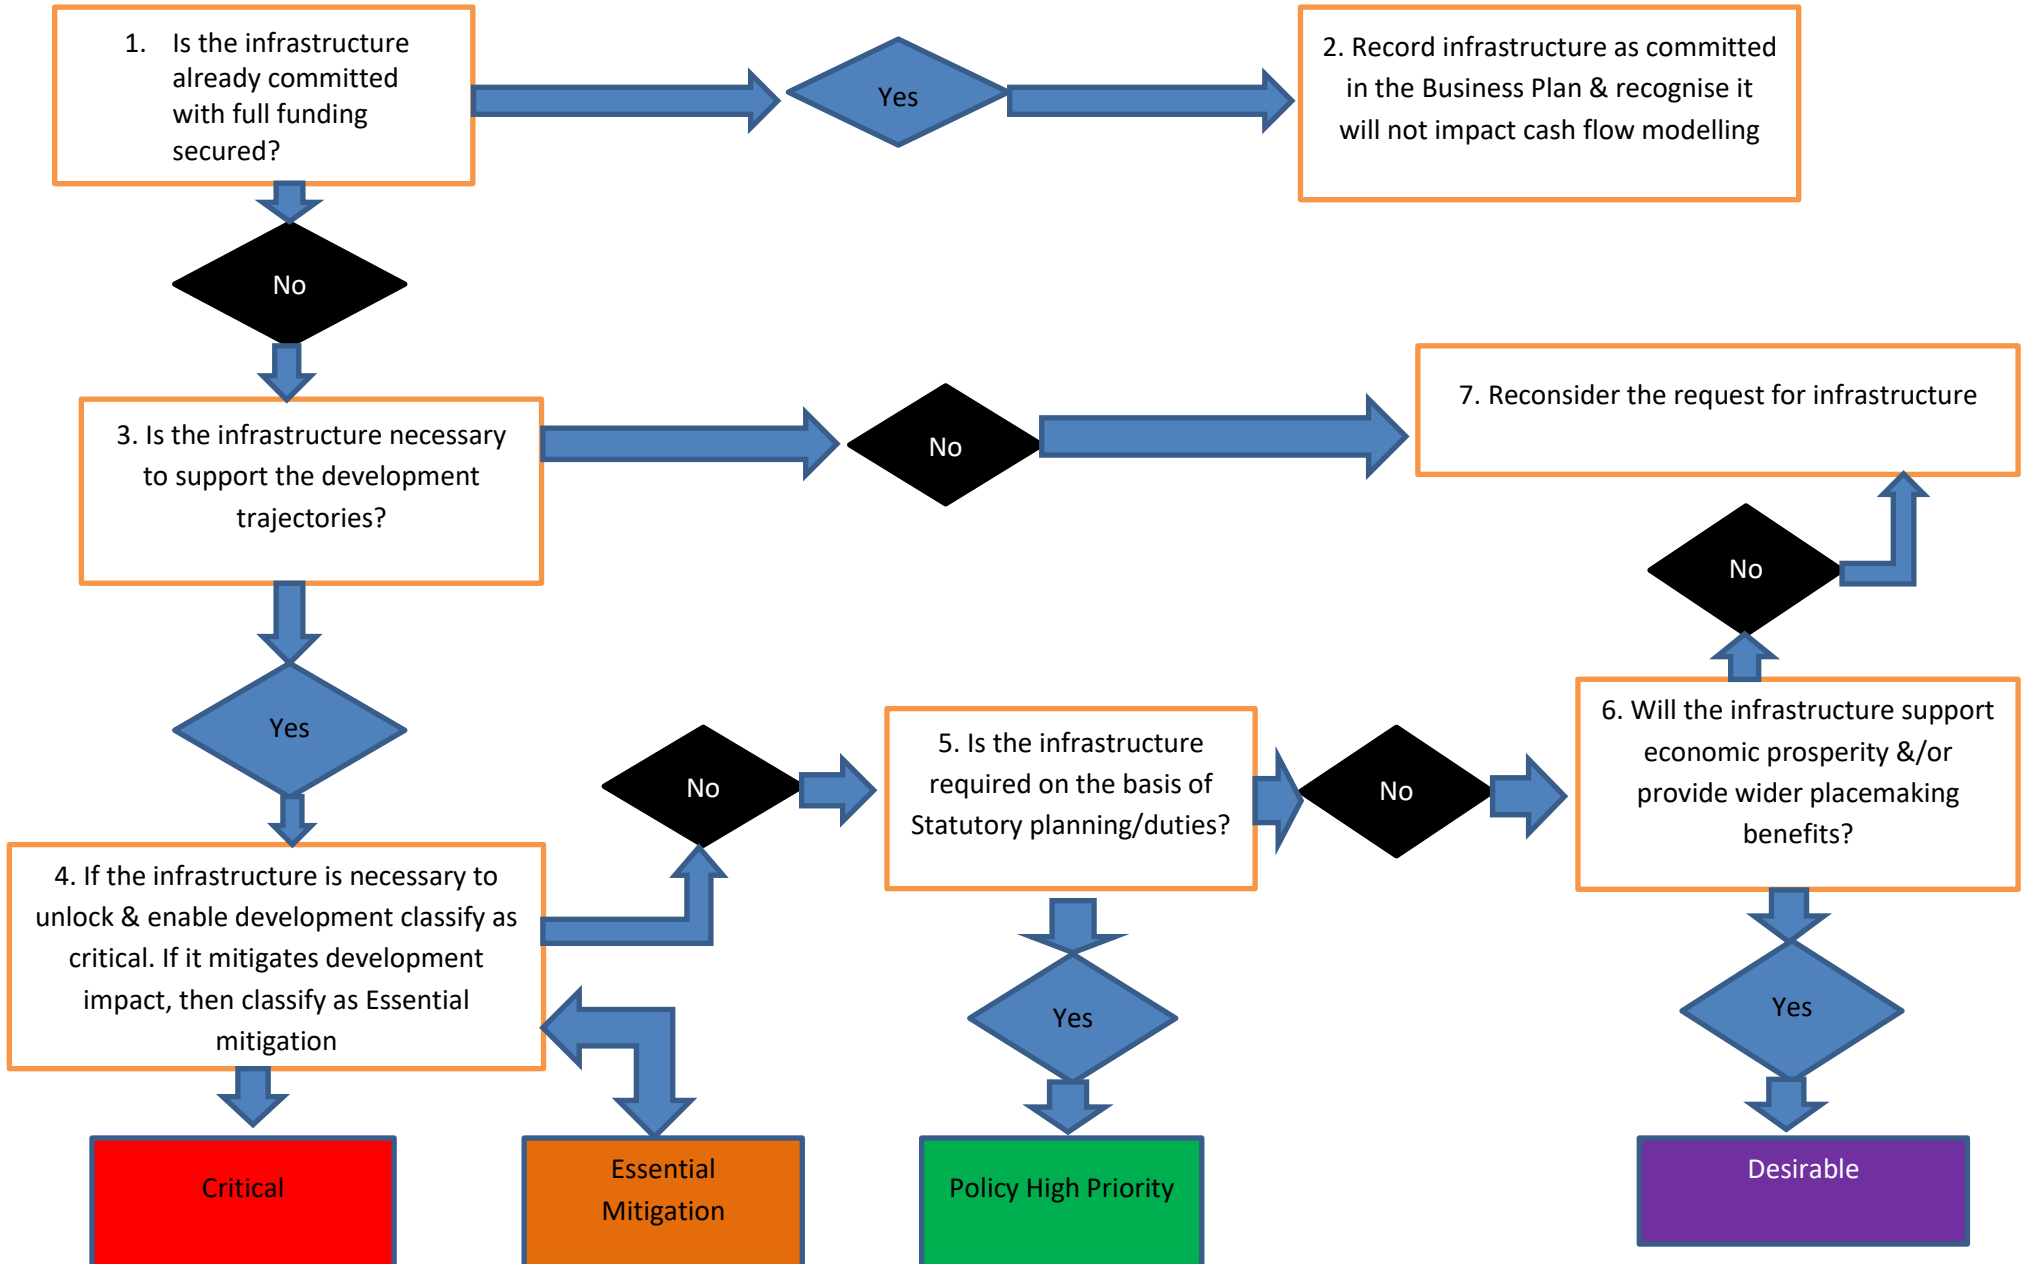 1. Is the infrastructure
already committed
with full funding
secured?
Yes
2. Record infrastructure as committed
in the Business Plan & recognise it
will not impact cash flow modelling
No
3. Is the infrastructure necessary
to support the development
trajectories?
No
7. Reconsider the request for infrastructure
No
Yes
4. If the infrastructure is necessary to
unlock & enable development classify as
critical. If it mitigates development
impact, then classify as Essential
mitigation
No
5. Is the infrastructure
required on the basis of
Statutory planning/duties?
No
6. Will the infrastructure support
economic prosperity &/or
provide wider placemaking
benefits?
Yes
Yes
Critical
Essential
Mitigation
Policy High Priority
Desirable